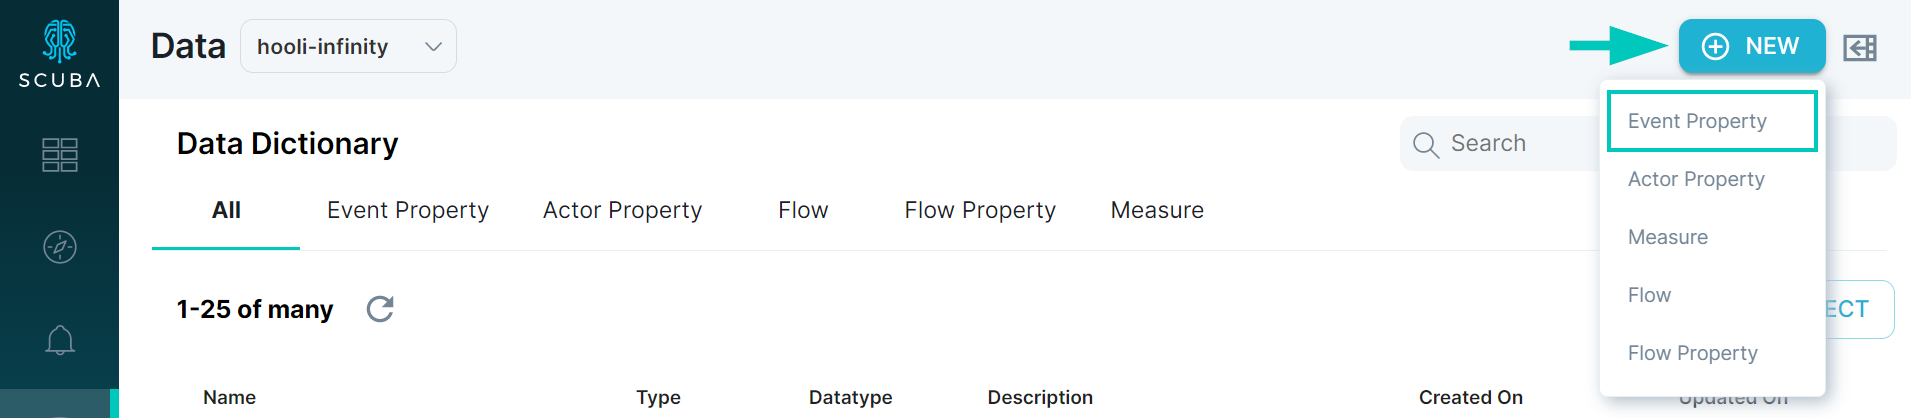 SCUBA
Data
hooli-infinity
NEW
Data Dictionary
Search
All
Event Property
Actor Property
Flow
Flow Property
Measure
Event Property
Actor Property
Measure
Flow
Flow Property
1-25 of many
ECT
Name
Type
Datatype
Description
Created On
Updated On